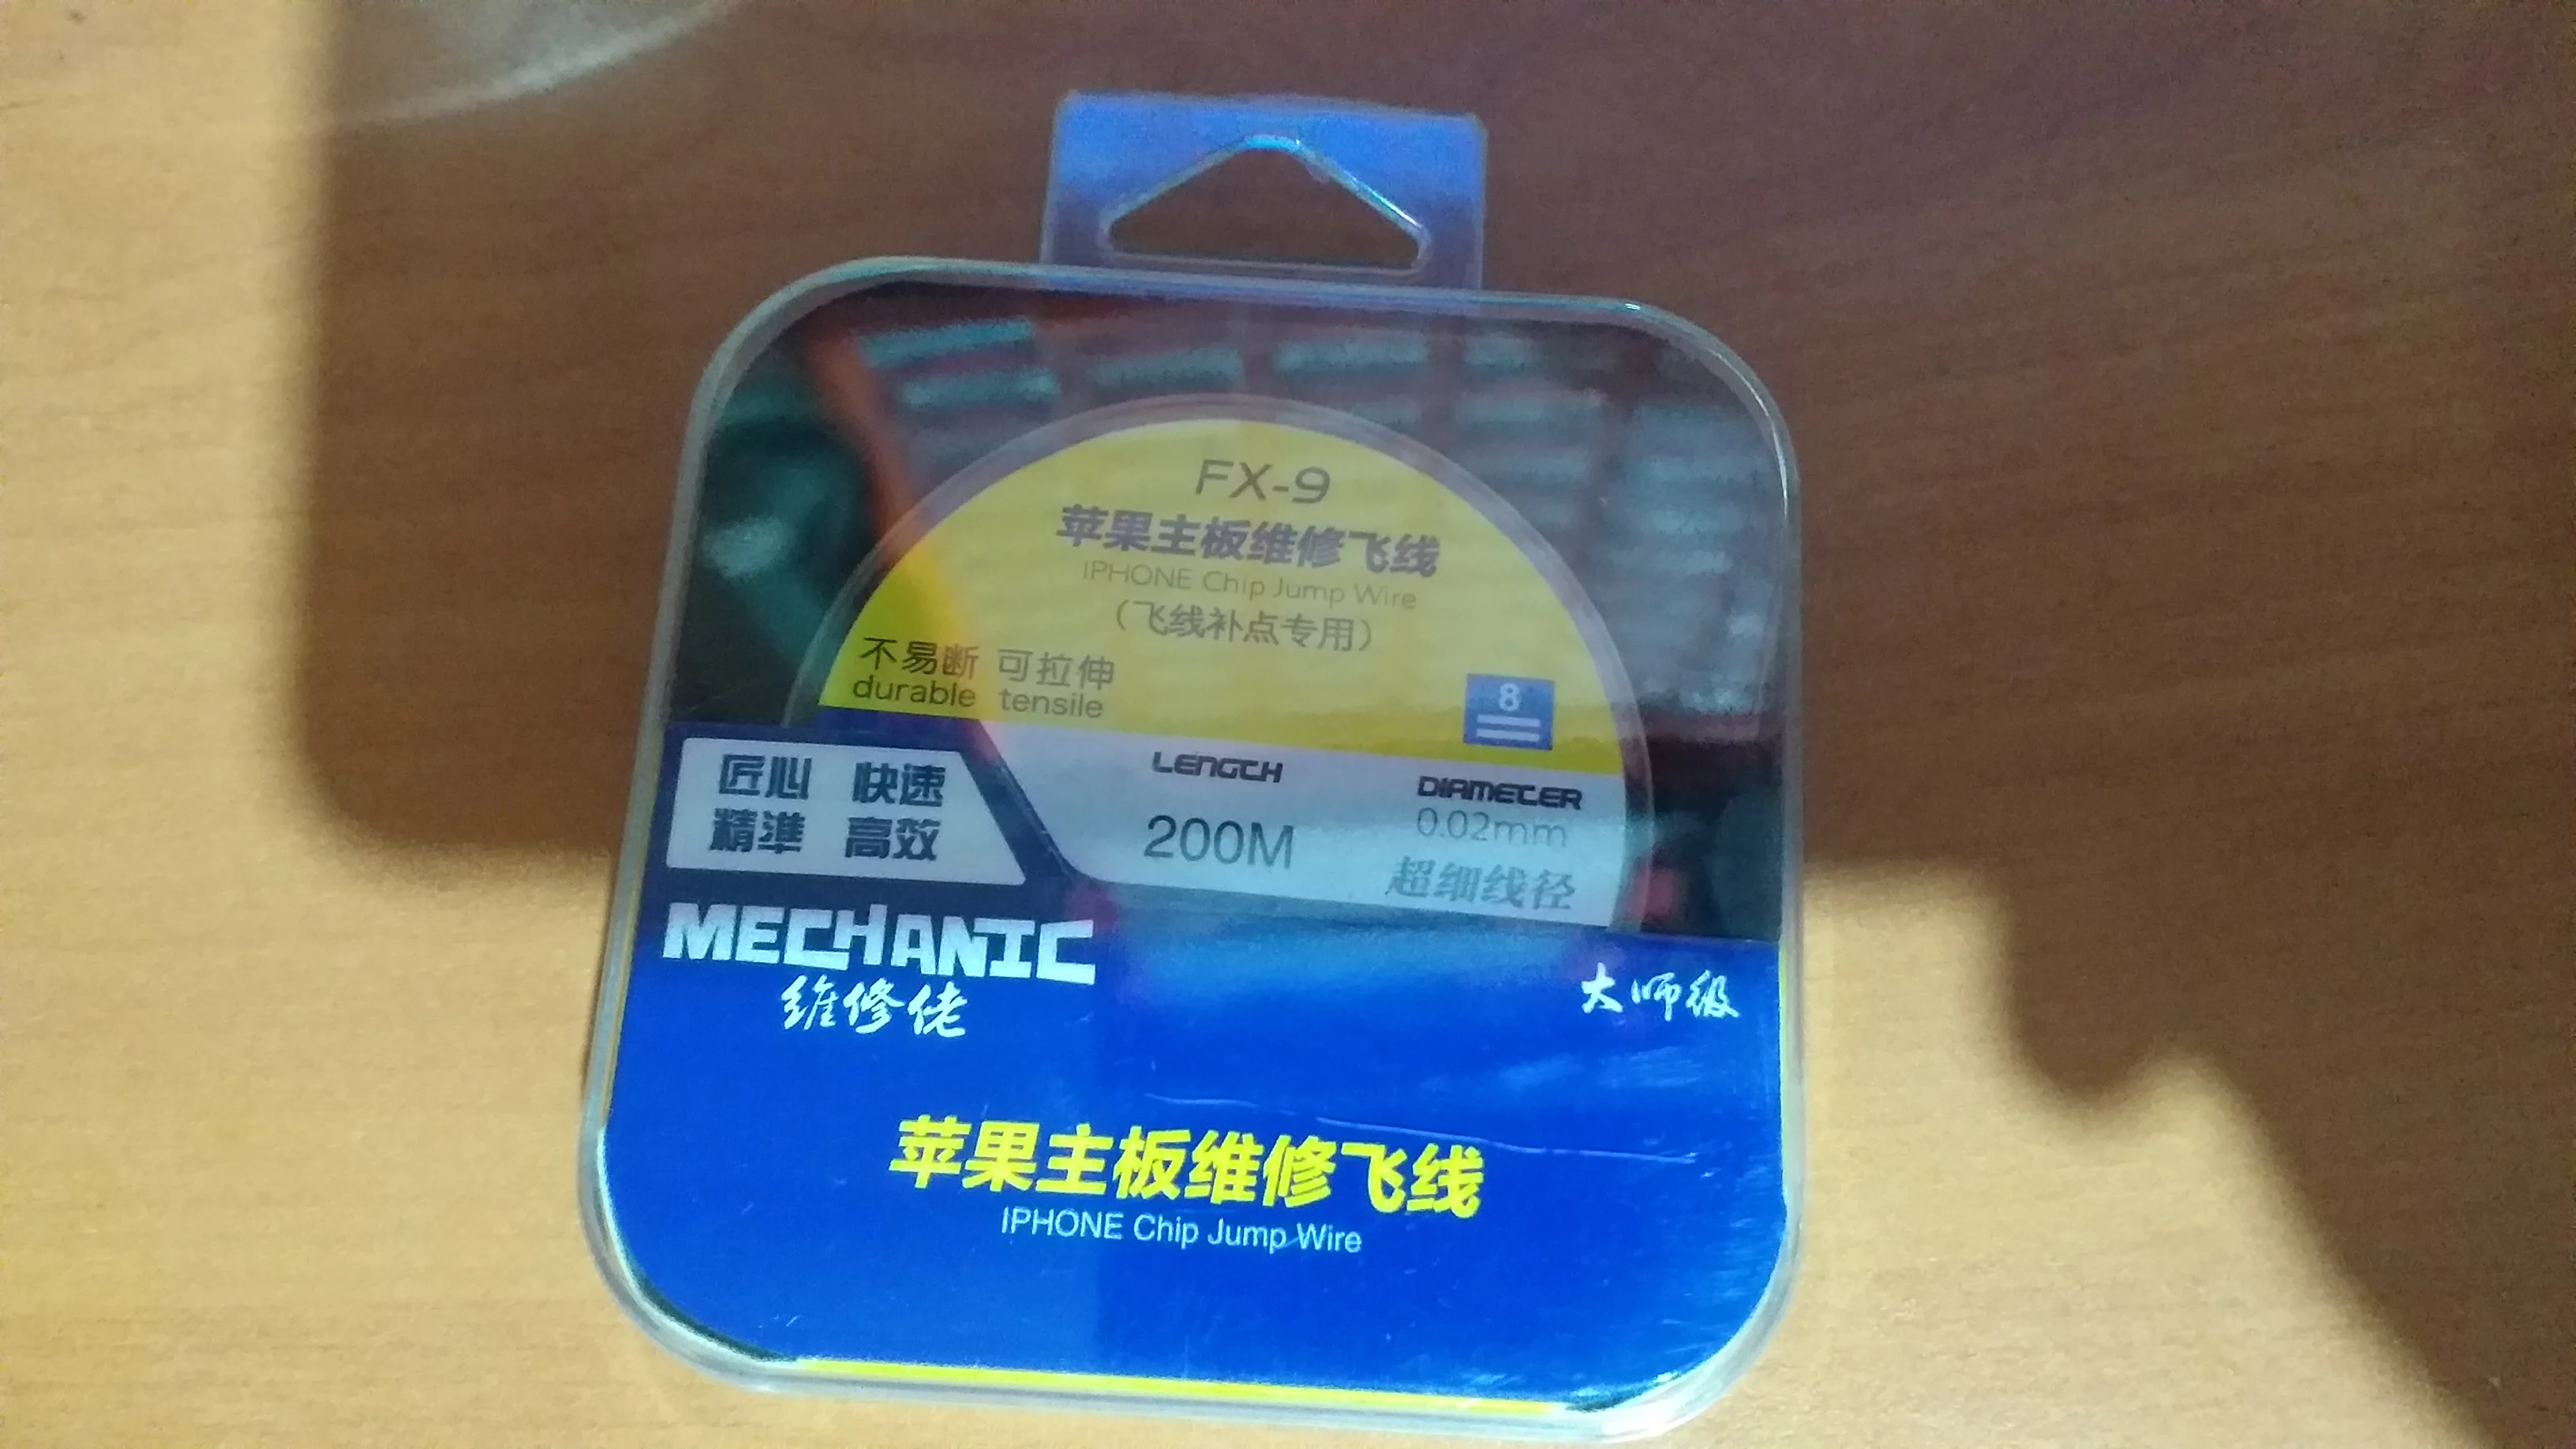 FX-9
苹果主板维修飞线
IPHONE Chip Jump Wire
（飞线补点专用）
不易断 可拉伸
durable tensile
8
LENGTH
200M
DIAMETER
0.02mm
超细线径
匠心 快速
精準 高效
MECHANIC
维修佬
大师级
苹果主板维修飞线
IPHONE Chip Jump Wire